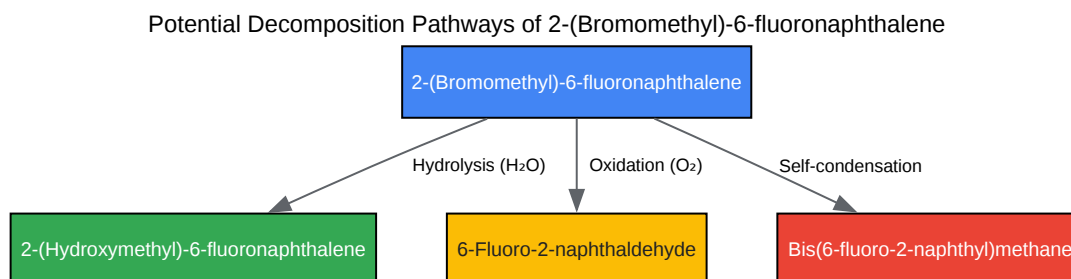 Potential Decomposition Pathways of 2-(Bromomethyl)-6-fluoronaphthalene
2-(Bromomethyl)-6-fluoronaphthalene
Hydrolysis (H₂O)
Oxidation (O₂)
Self-condensation
2-(Hydroxymethyl)-6-fluoronaphthalene
6-Fluoro-2-naphthaldehyde
Bis(6-fluoro-2-naphthyl)methane